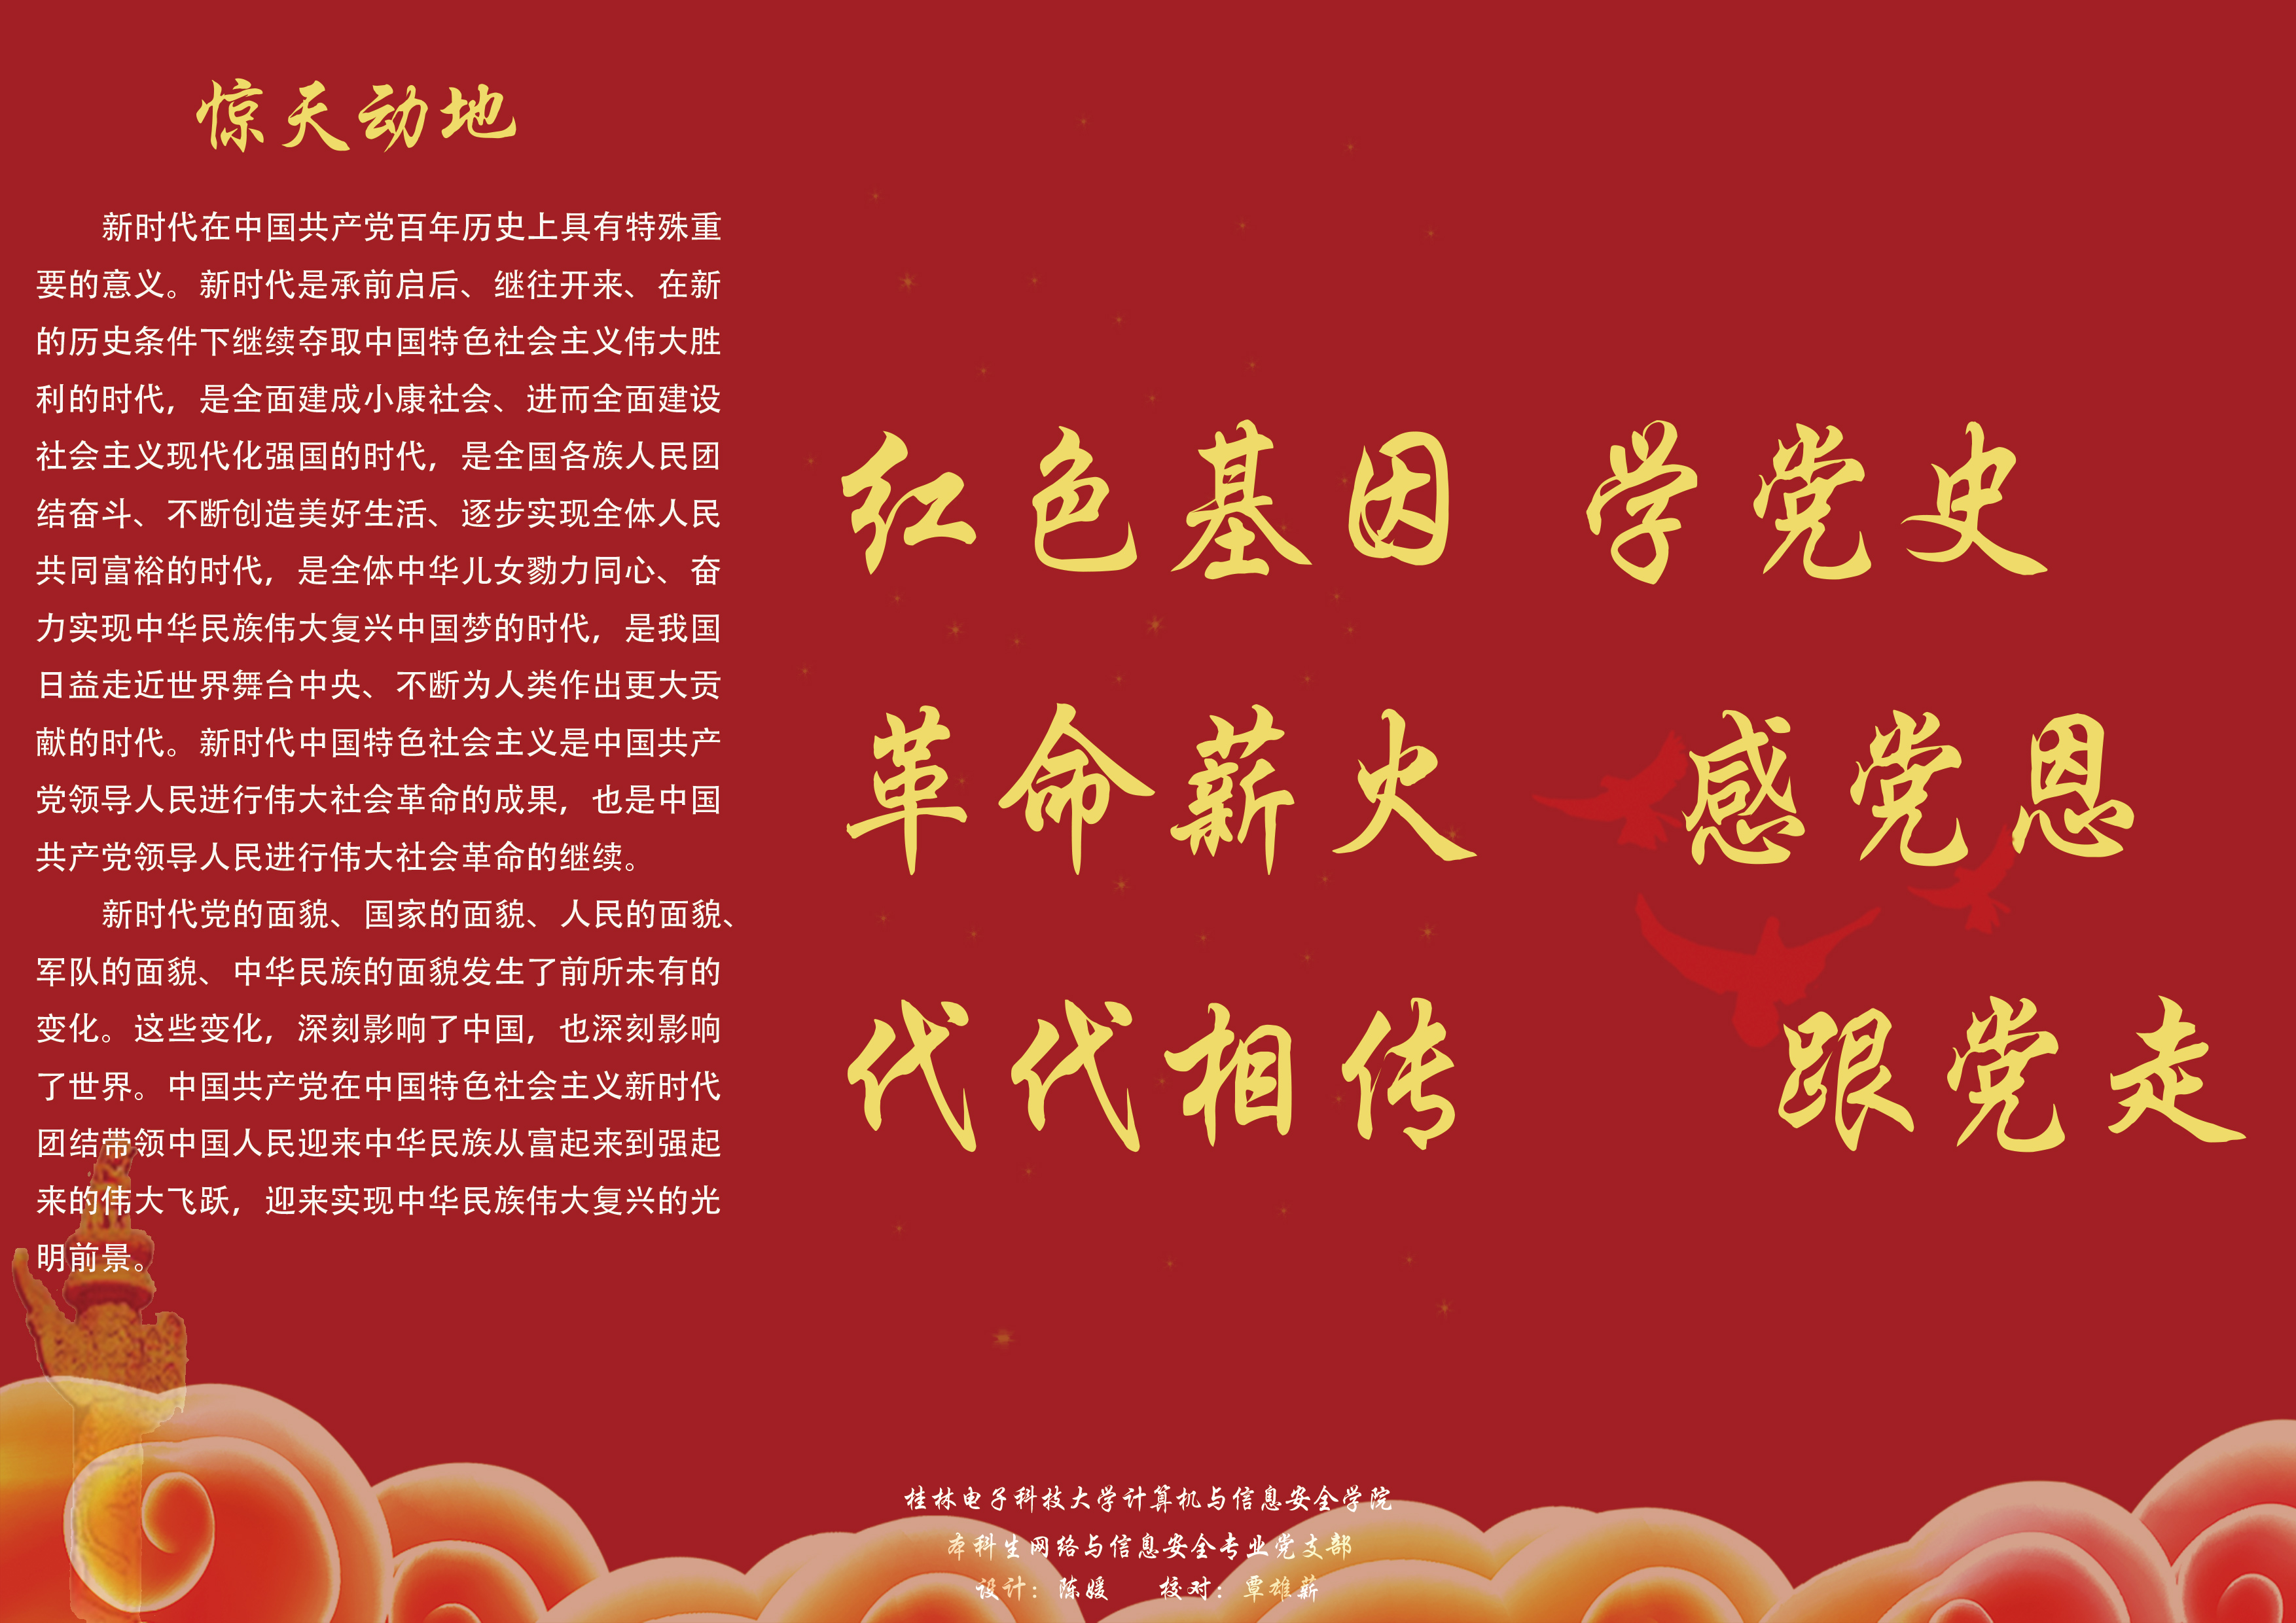 惊天动地
新时代在中国共产党百年历史上具有特殊重
要的意义。新时代是承前启后、继往开来、在新
的历史条件下继续夺取中国特色社会主义伟大胜
利的时代，是全面建成小康社会、进而全面建设
社会主义现代化强国的时代，是全国各族人民团
结奋斗、不断创造美好生活、逐步实现全体人民
共同富裕的时代，是全体中华儿女勠力同心、奋
力实现中华民族伟大复兴中国梦的时代，是我国
日益走近世界舞台中央、不断为人类作出更大贡
献的时代。新时代中国特色社会主义是中国共产
党领导人民进行伟大社会革命的成果，也是中国
共产党领导人民进行伟大社会革命的继续。
新时代党的面貌、国家的面貌、人民的面貌、
军队的面貌、中华民族的面貌发生了前所未有的
变化。这些变化，深刻影响了中国，也深刻影响
了世界。中国共产党在中国特色社会主义新时代
团结带领中国人民迎来中华民族从富起来到强起
来的伟大飞跃，迎来实现中华民族伟大复兴的光
明前景。
红色基因 学党史
革命薪火 感党恩
代代相传 跟党走
桂林电子科技大学计算机与信息安全学院
本科生网络与信息安全专业党支部
设计：陈媛 校对：覃雄薪